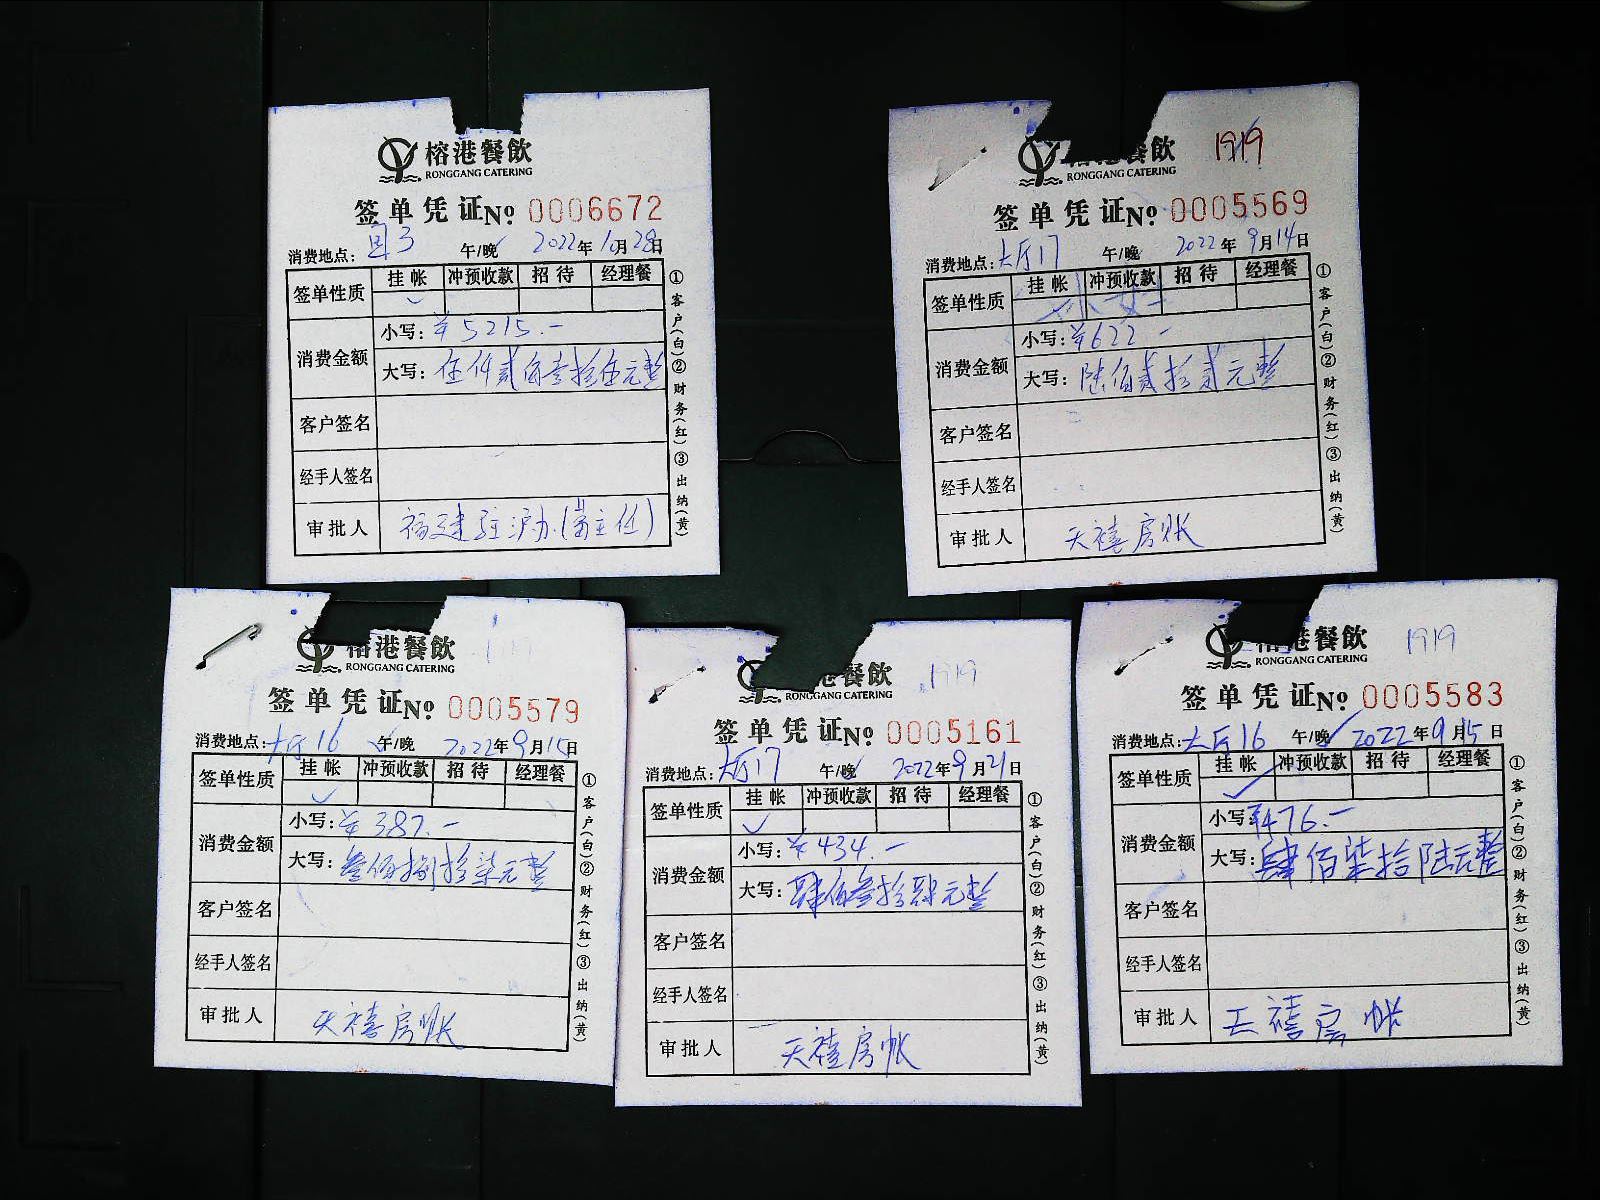 榕港餐飲
RONGGANG CATERING
签单凭证 No 0006672
消费地点: 3 午/晚 2022年10月28日
签单性质 挂帐 冲预收款 招待 经理餐
消费金额 小写: ¥5215.-
大写: 伍仟贰佰壹拾伍元整
客户签名
经手人签名
审批人 福建驻沪办(黄主任)
①客户(白)②财务(红)③出纳(黄)
港餐飲 1919
RONGGANG CATERING
签单凭证 No 0005569
消费地点: 大厅17 午/晚 2022年9月14日
签单性质 挂帐 冲预收款 招待 经理餐
消费金额 小写: ¥622-
大写: 陆佰贰拾贰元整
客户签名
经手人签名
审批人 天禧房账
①客户(白)②财务(红)③出纳(黄)
榕港餐飲 1919
RONGGANG CATERING
签单凭证 No 0005579
消费地点: 大厅16 午/晚 2022年9月15日
签单性质 挂帐 冲预收款 招待 经理餐
消费金额 小写: ¥387.-
大写: 叁佰捌拾柒元整
客户签名
经手人签名
审批人 天禧房账
①客户(白)②财务(红)③出纳(黄)
港餐飲 1919
RONGGANG CATERING
签单凭证 No 0005161
消费地点: 大厅17 午/晚 2022年9月21日
签单性质 挂帐 冲预收款 招待 经理餐
消费金额 小写: ¥434.-
大写: 肆佰叁拾肆元整
客户签名
经手人签名
审批人 天禧房帐
①客户(白)②财务(红)③出纳(黄)
港餐飲 1919
RONGGANG CATERING
签单凭证 No 0005583
消费地点: 大厅16 午/晚 2022年9月15日
签单性质 挂帐 冲预收款 招待 经理餐
消费金额 小写: ¥476.-
大写: 肆佰柒拾陆元整
客户签名
经手人签名
审批人 天禧房帐
①客户(白)②财务(红)③出纳(黄)